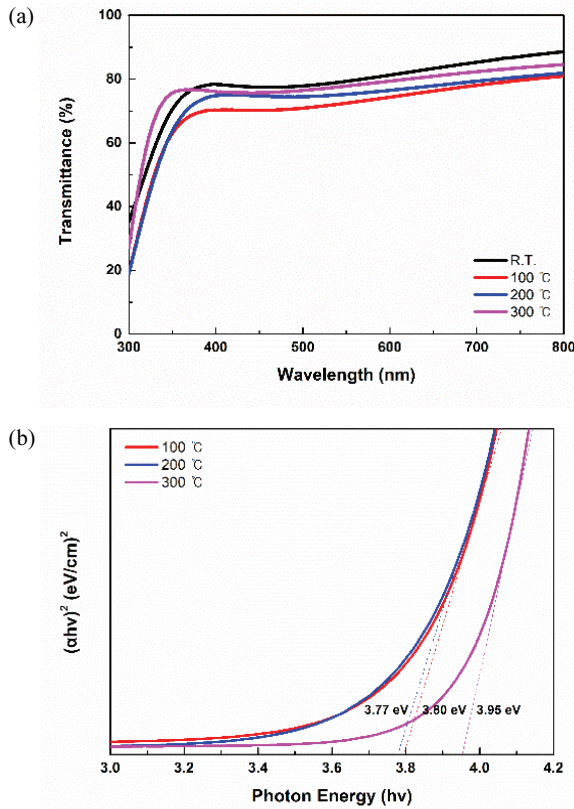 (a)
100
80
60
40
20
0
Transmittance (%)
R.T.
100 ℃
200 ℃
300 ℃
300 400 500 600 700 800
Wavelength (nm)
(b)
100 ℃
200 ℃
300 ℃
(αhv)² (eV/cm)²
3.77 eV 3.80 eV 3.95 eV
3.0 3.2 3.4 3.6 3.8 4.0 4.2
Photon Energy (hv)